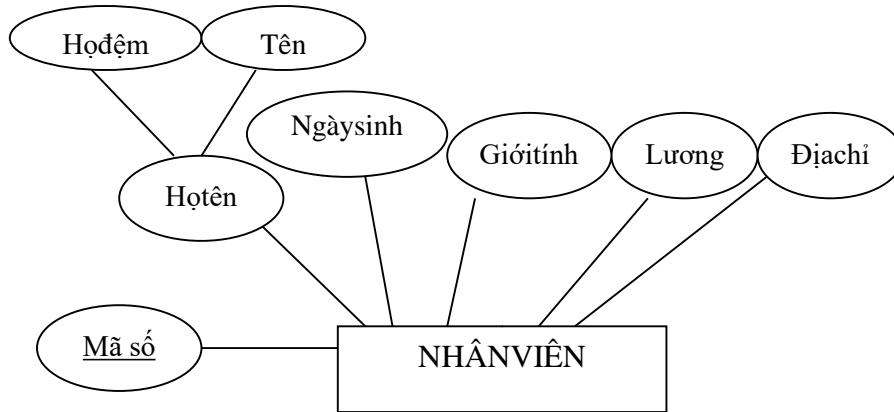 Họđệm
Tên
Ngàysinh
Giớitính
Lương
Địachỉ
Họtên
Mã số
NHÂNVIÊN